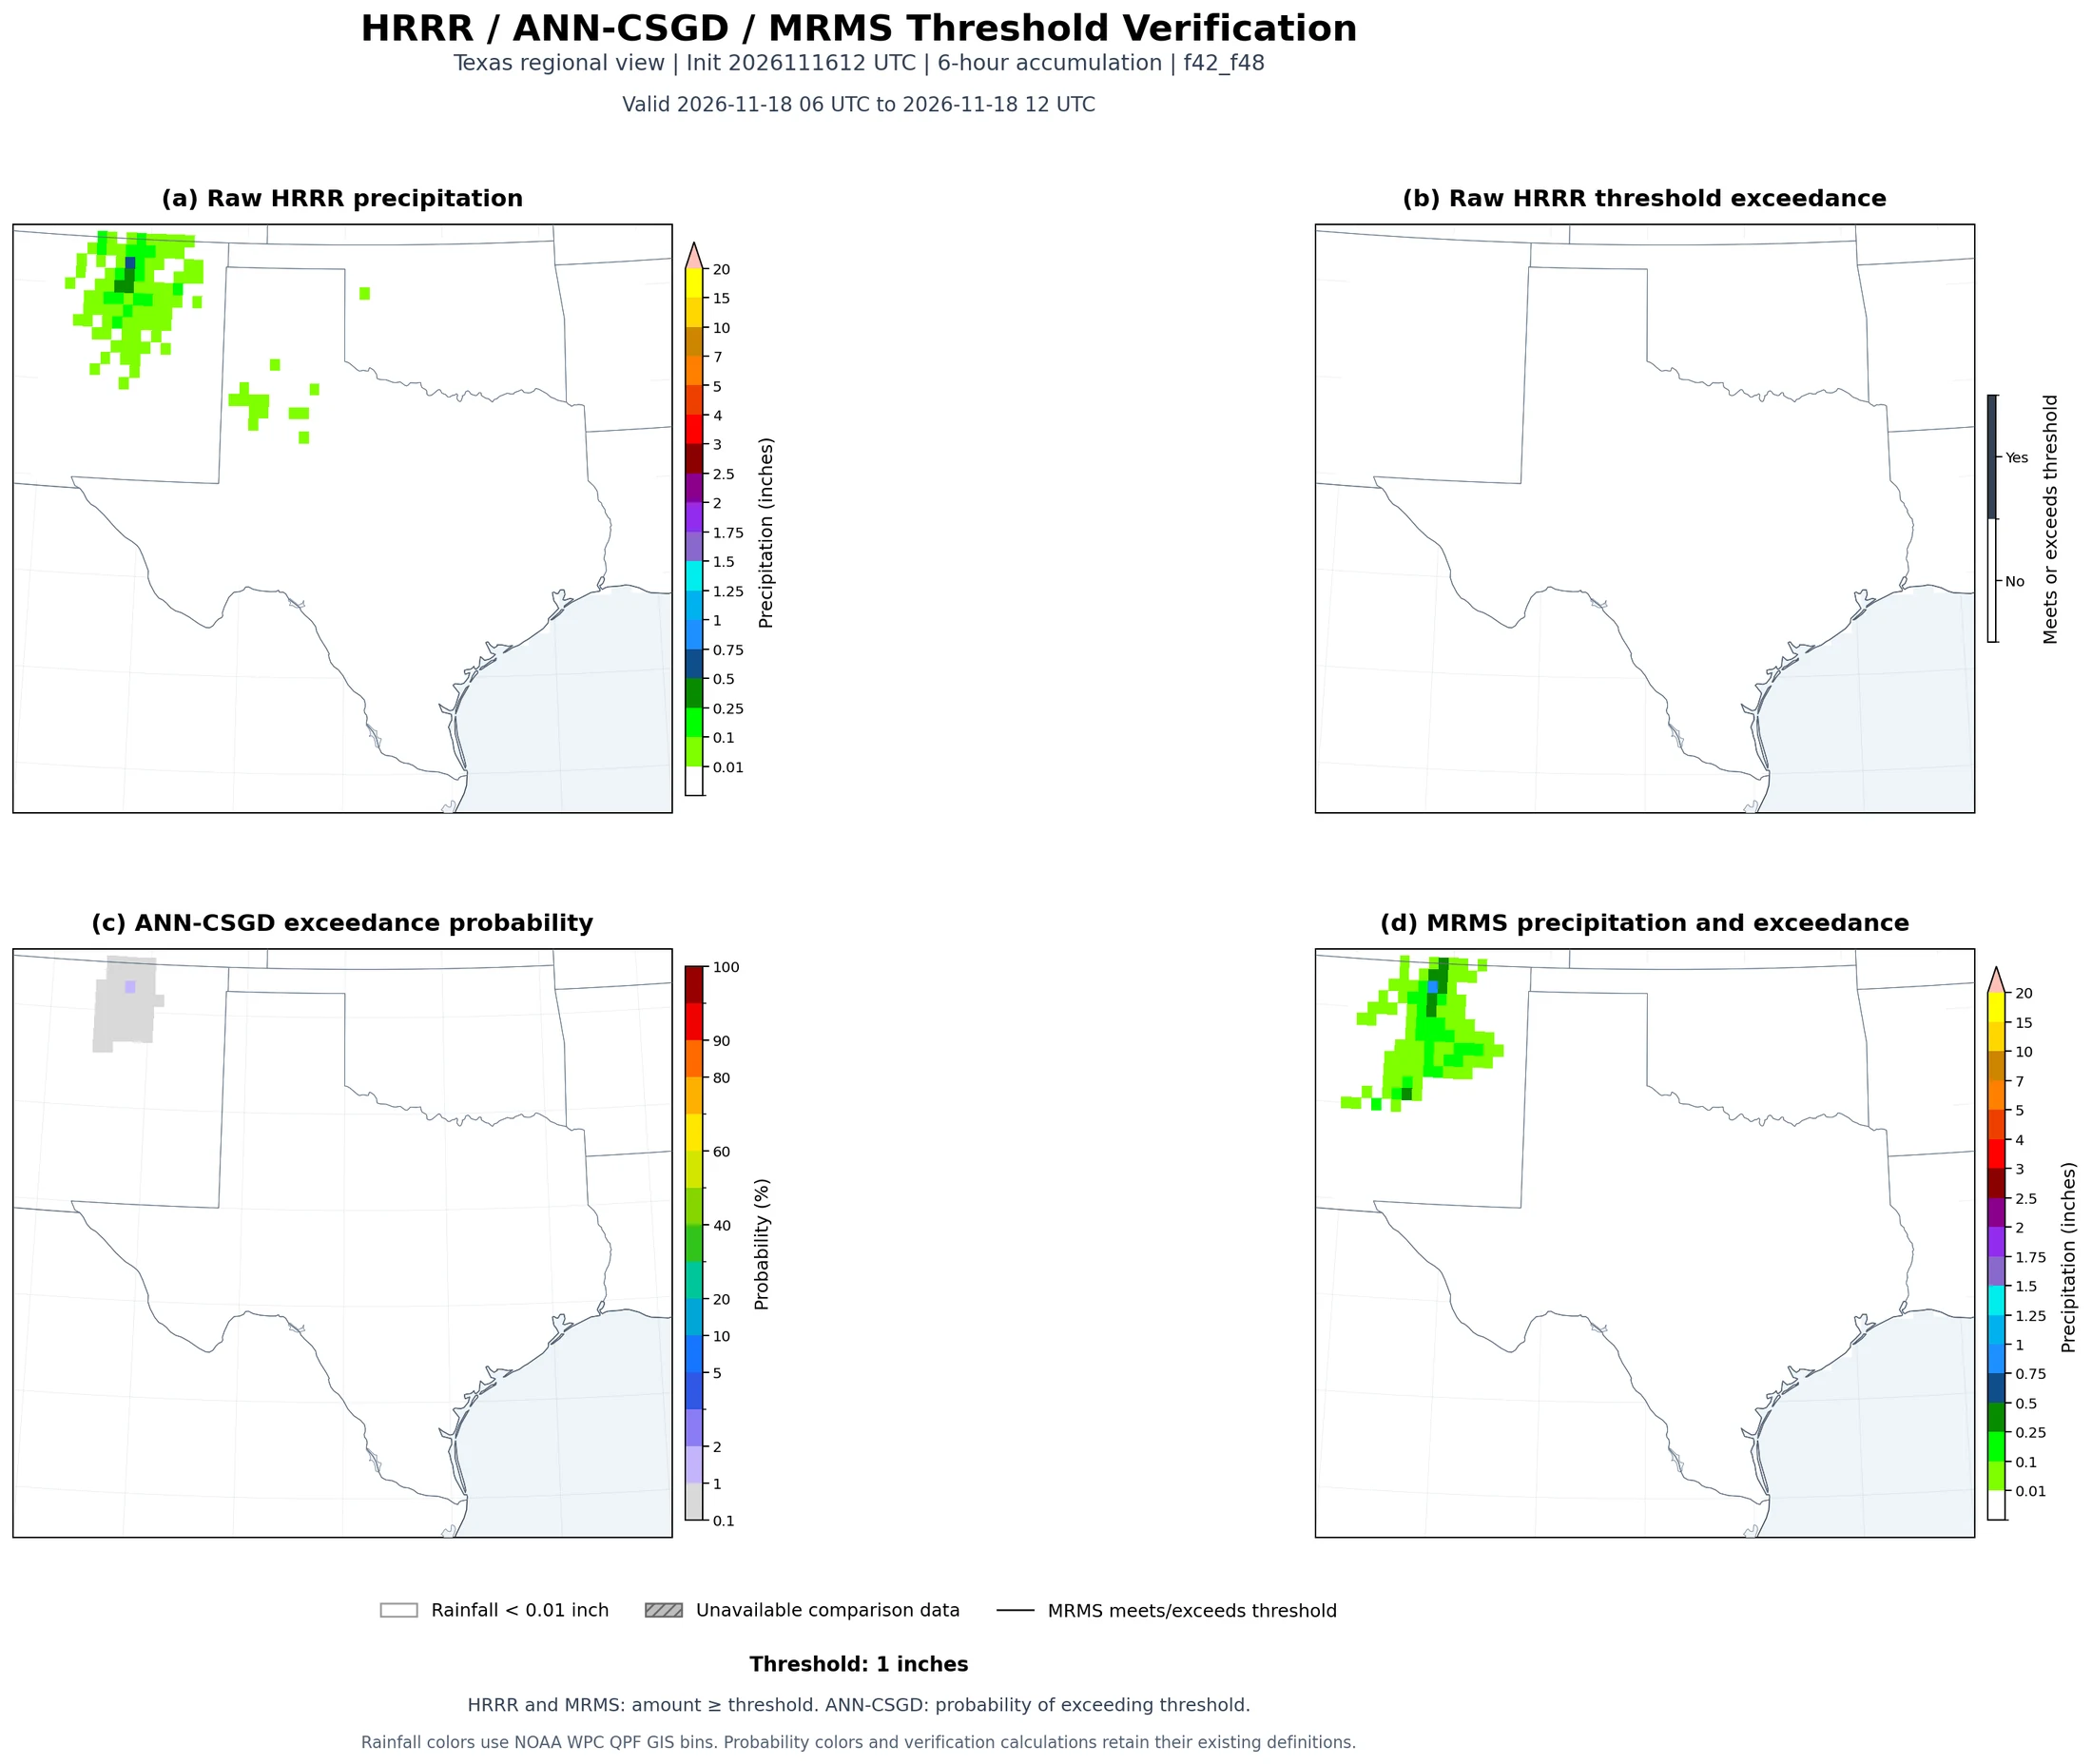 HRRR / ANN-CSGD / MRMS Threshold Verification
Texas regional view | Init 2026111612 UTC | 6-hour accumulation | f42_f48
Valid 2026-11-18 06 UTC to 2026-11-18 12 UTC
(a) Raw HRRR precipitation
20
15
10
7
5
4
3
2.5
2
1.75
1.5
1.25
1
0.75
0.5
0.25
0.1
0.01
Precipitation (inches)
(b) Raw HRRR threshold exceedance
Yes
No
Meets or exceeds threshold
(c) ANN-CSGD exceedance probability
100
90
80
60
40
20
10
5
2
1
0.1
Probability (%)
(d) MRMS precipitation and exceedance
20
15
10
7
5
4
3
2.5
2
1.75
1.5
1.25
1
0.75
0.5
0.25
0.1
0.01
Precipitation (inches)
Rainfall < 0.01 inch
Unavailable comparison data
MRMS meets/exceeds threshold
Threshold: 1 inches
HRRR and MRMS: amount ≥ threshold. ANN-CSGD: probability of exceeding threshold.
Rainfall colors use NOAA WPC QPF GIS bins. Probability colors and verification calculations retain their existing definitions.